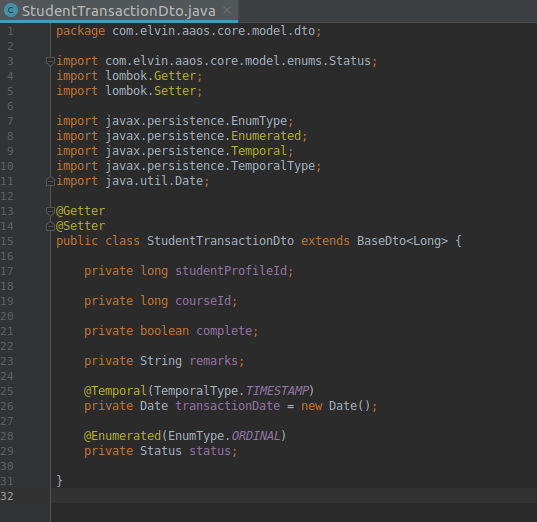 StudentTransactionDto.java
1 package com.elvin.aaos.core.model.dto;
2
3 import com.elvin.aaos.core.model.enums.Status;
4 import lombok.Getter;
5 import lombok.Setter;
6
7 import javax.persistence.EnumType;
8 import javax.persistence.Enumerated;
9 import javax.persistence.Temporal;
10 import javax.persistence.TemporalType;
11 import java.util.Date;
12
13 @Getter
14 @Setter
15 public class StudentTransactionDto extends BaseDto<Long> {
16
17 private long studentProfileId;
18
19 private long courseId;
20
21 private boolean complete;
22
23 private String remarks;
24
25 @Temporal(TemporalType.TIMESTAMP)
26 private Date transactionDate = new Date();
27
28 @Enumerated(EnumType.ORDINAL)
29 private Status status;
30
31 }
32